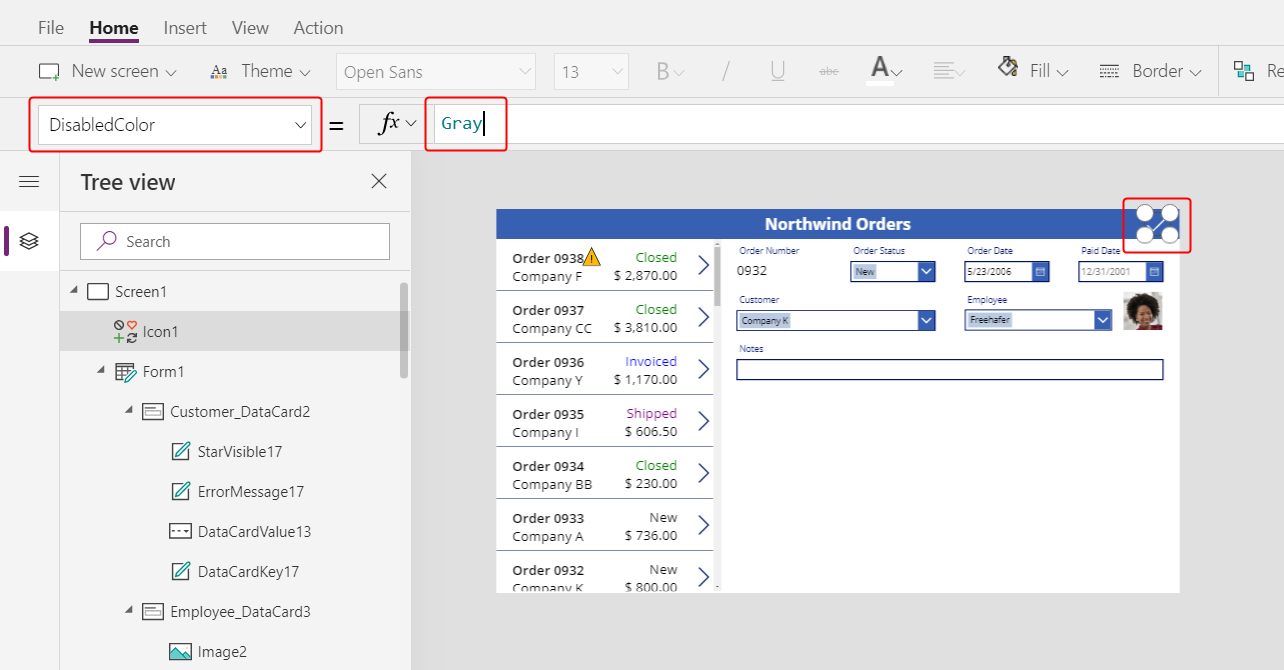 File Home Insert View Action
New screen Aa Theme Open Sans 13 B / U abc A Fill Border Re
DisabledColor = fx Gray
Tree view
Search
Screen1
Icon1
Form1
Customer_DataCard2
StarVisible17
ErrorMessage17
DataCardValue13
DataCardKey17
Employee_DataCard3
Image2
Northwind Orders
Order 0938 Closed
Company F $ 2,870.00
Order 0937 Closed
Company CC $ 3,810.00
Order 0936 Invoiced
Company Y $ 1,170.00
Order 0935 Shipped
Company I $ 606.50
Order 0934 Closed
Company BB $ 230.00
Order 0933 New
Company A $ 736.00
Order 0932 New
Company K $ 800.00
Order Number Order Status Order Date Paid Date
0932 New 5/23/2006 12/31/2001
Customer Employee
Company K Freehafer
Notes